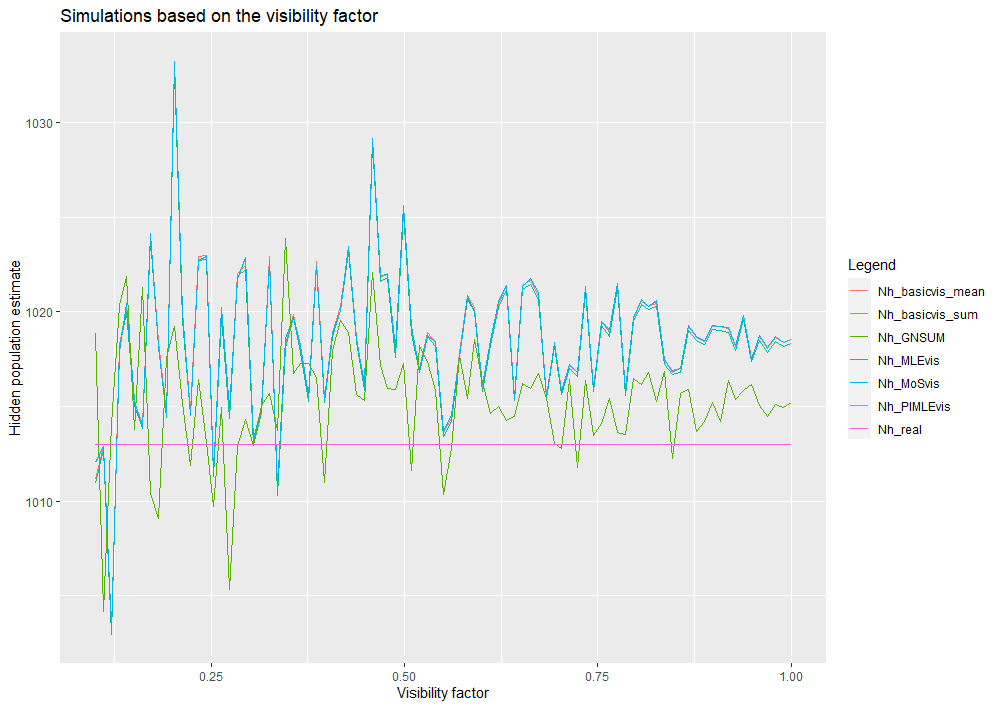 Simulations based on the visibility factor
Hidden population estimate
1030
1020
1010
0.25
0.50
0.75
1.00
Visibility factor
Legend
Nh_basicvis_mean
Nh_basicvis_sum
Nh_GNSUM
Nh_MLEvis
Nh_MoSvis
Nh_PIMLEvis
Nh_real